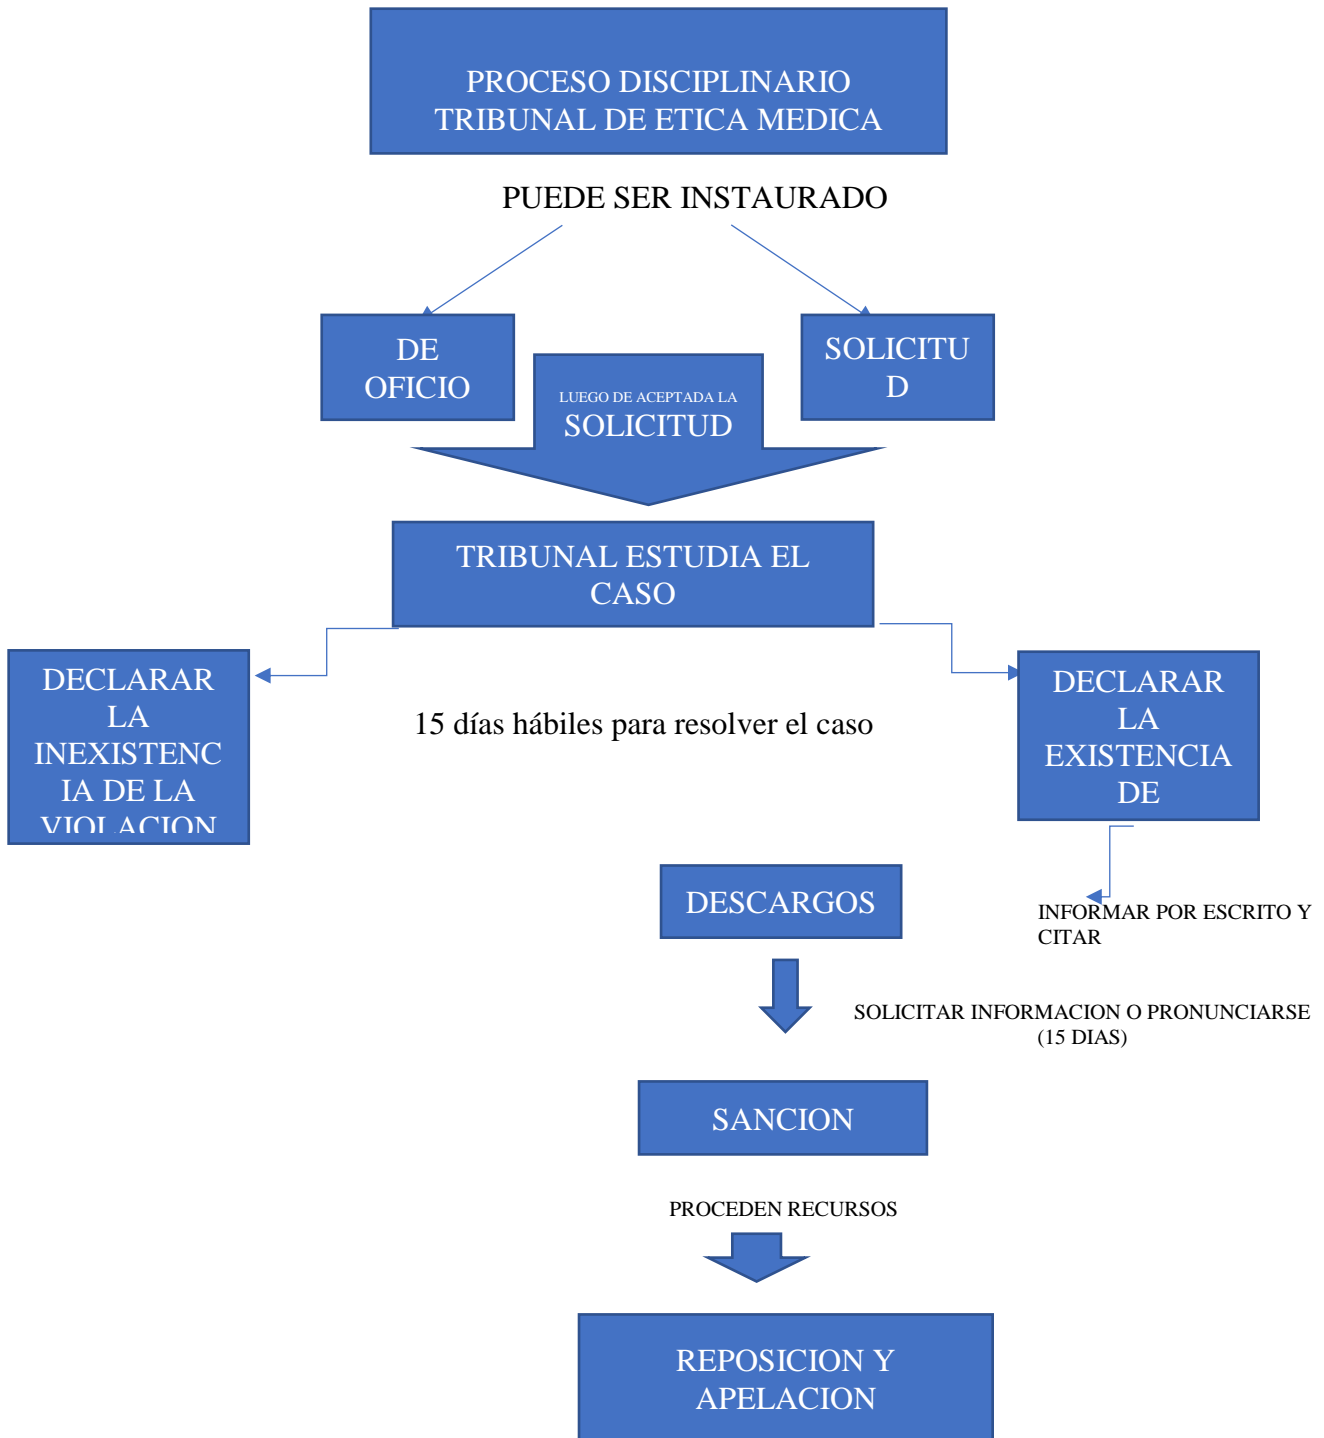 PROCESO DISCIPLINARIO
TRIBUNAL DE ETICA MEDICA
PUEDE SER INSTAURADO
DE
OFICIO
SOLICITU
D
LUEGO DE ACEPTADA LA
SOLICITUD
TRIBUNAL ESTUDIA EL
CASO
DECLARAR
LA
INEXISTENC
IA DE LA
VIOLACION
15 días hábiles para resolver el caso
DECLARAR
LA
EXISTENCIA
DE
DESCARGOS
INFORMAR POR ESCRITO Y
CITAR
SOLICITAR INFORMACION O PRONUNCIARSE
(15 DIAS)
SANCION
PROCEDEN RECURSOS
REPOSICION Y
APELACION